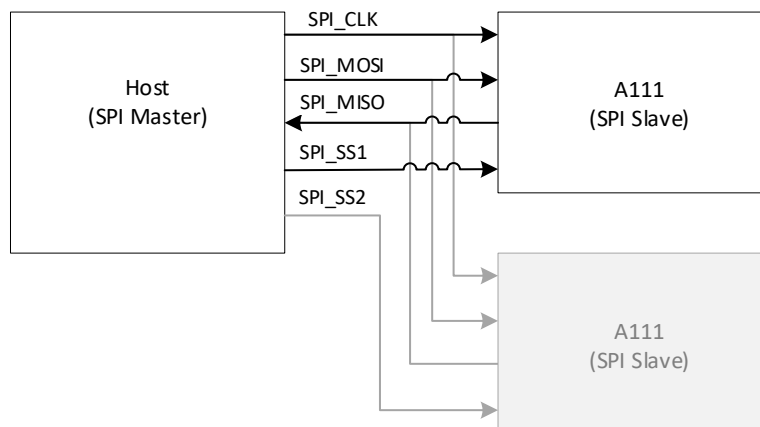 SPI_CLK
SPI_MOSI
SPI_MISO
SPI_SS1
SPI_SS2
Host
(SPI Master)
A111
(SPI Slave)
A111
(SPI Slave)